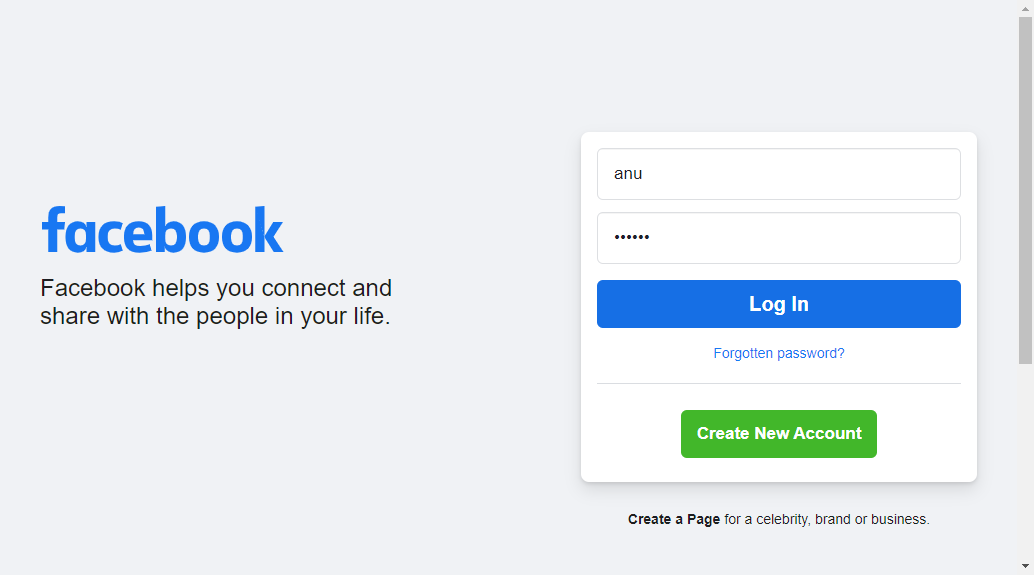 facebook
Facebook helps you connect and
share with the people in your life.
anu
••••••
Log In
Forgotten password?
Create New Account
Create a Page for a celebrity, brand or business.